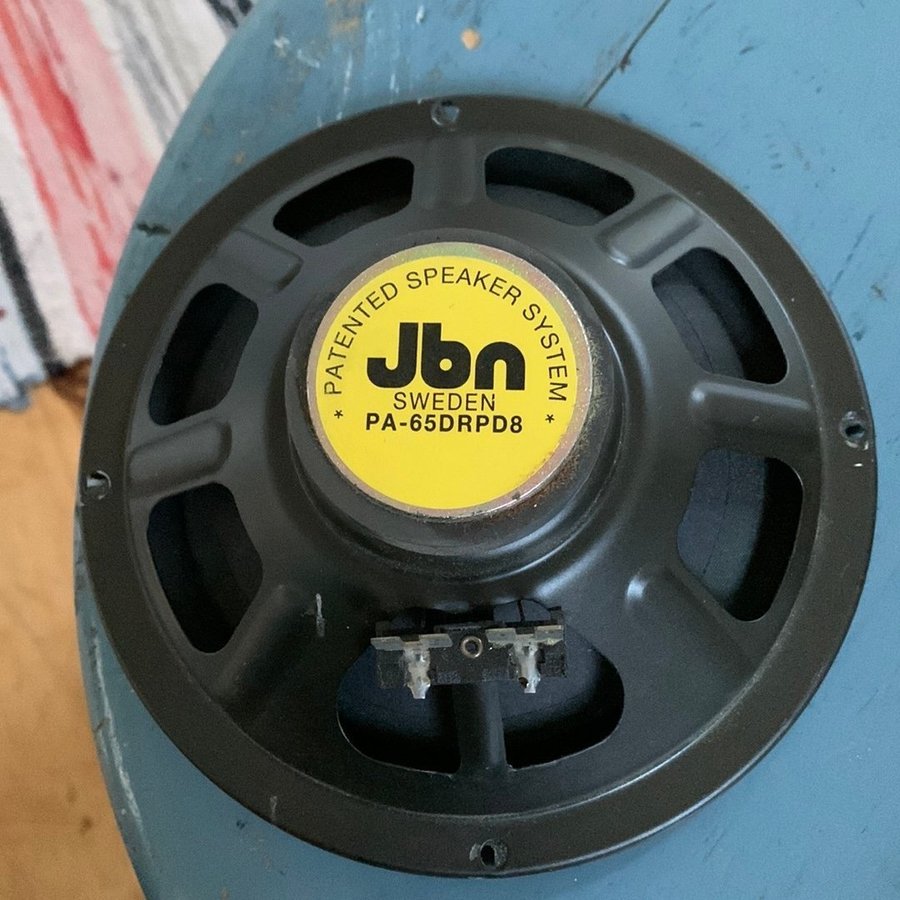 * PATENTED SPEAKER SYSTEM *
Jbn
SWEDEN
PA-65DRPD8